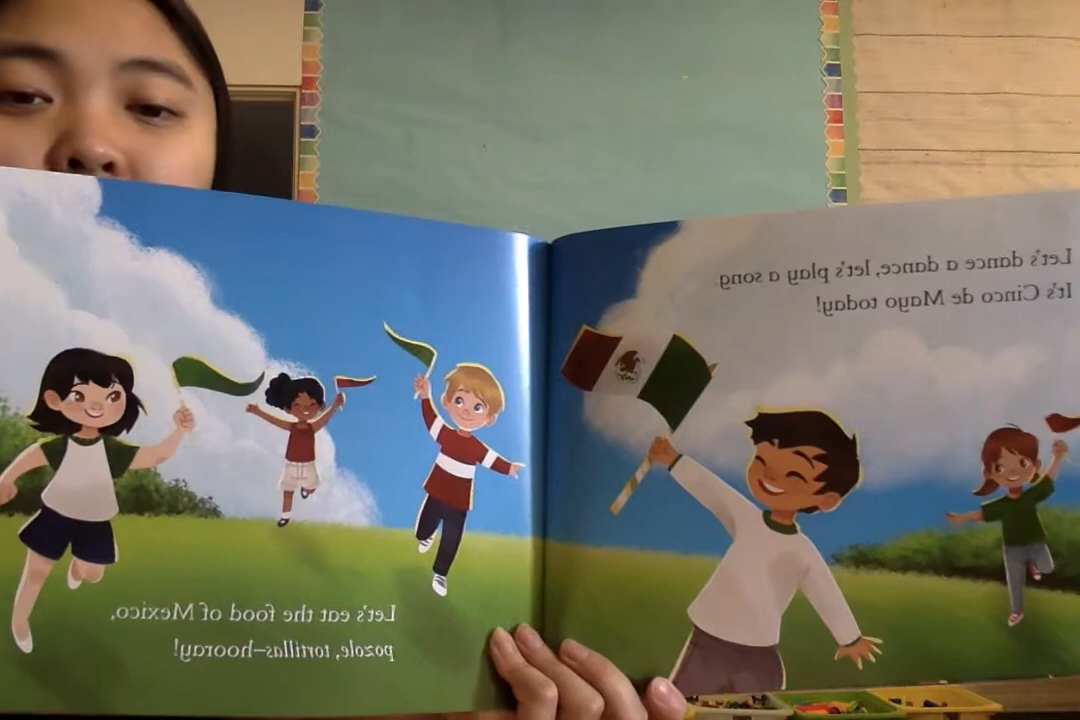 Let's dance a dance, let's play a song.
It's Cinco de Mayo today!
Let's eat the food of Mexico,
pozole, tortillas–hooray!